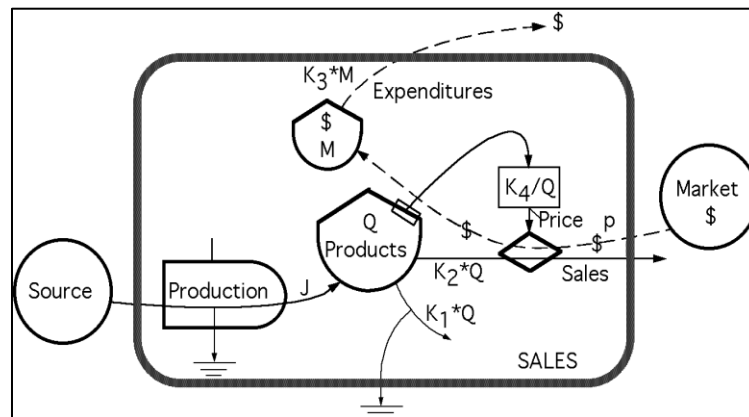 $
K3*M
Expenditures
$
M
K4/Q
Market
$
Price
p
Q
Products
$
$
K2*Q
Sales
Source
Production
J
K1*Q
SALES